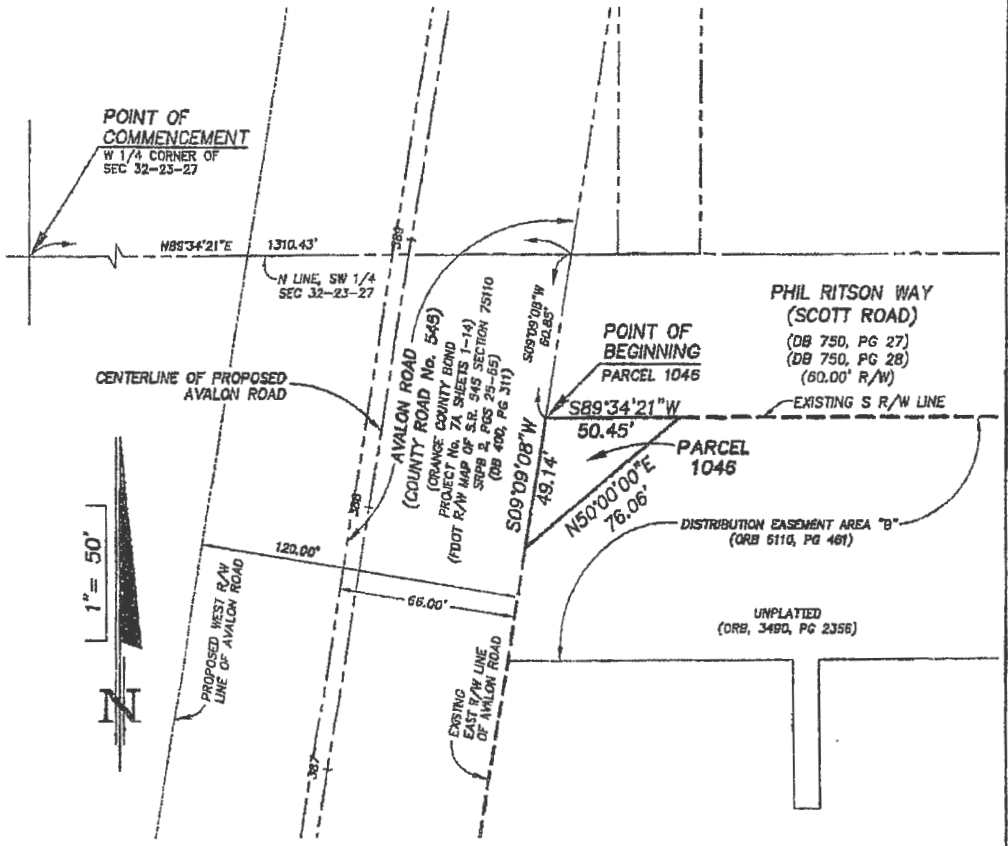 POINT OF
COMMENCEMENT
W 1/4 CORNER OF
SEC 32-23-27
N89°34'21"E 1310.43'
N LINE, SW 1/4
SEC 32-23-27
389
CENTERLINE OF PROPOSED
AVALON ROAD
AVALON ROAD
(COUNTY ROAD No. 545)
(ORANGE COUNTY BOND
PROJECT No. 7A SHEETS 1-14)
(FDOT R/W MAP OF S.R. 545 SECTION 75110
SRPB 2, PGS 25-65)
(DB 400, PG 311)
S09°09'08"W
60.85'
POINT OF
BEGINNING
PARCEL 1046
PHIL RITSON WAY
(SCOTT ROAD)
(DB 750, PG 27)
(DB 750, PG 28)
(60.00' R/W)
EXISTING S R/W LINE
S89°34'21"W
50.45'
S09°09'08"W
49.14'
N50°00'00"E
76.06'
PARCEL
1046
388
DISTRIBUTION EASEMENT AREA "B"
(ORB 6110, PG 461)
120.00'
66.00'
1" = 50'
UNPLATTED
(ORB, 3490, PG 2356)
PROPOSED WEST R/W
LINE OF AVALON ROAD
N
EXISTING
EAST R/W LINE
OF AVALON ROAD
387